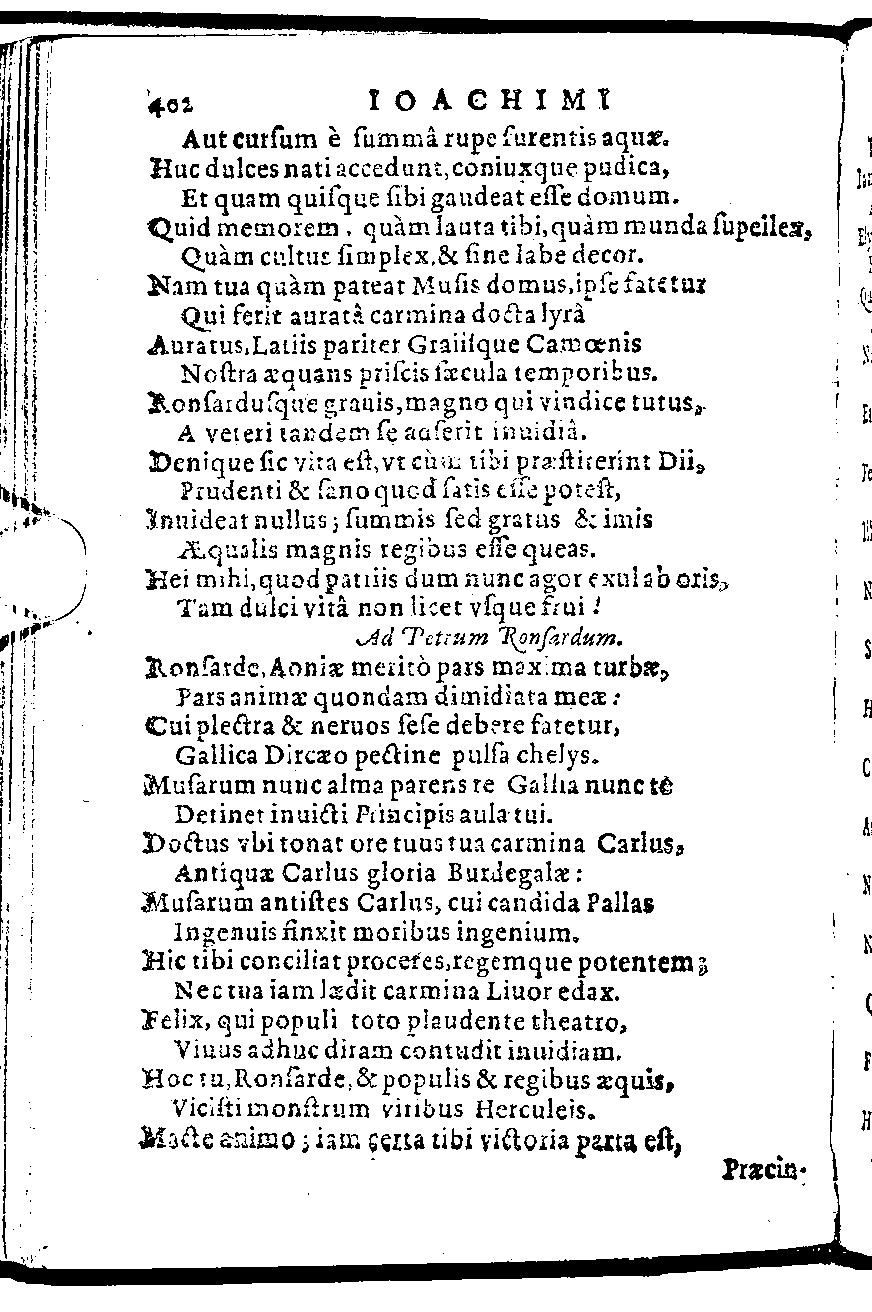 402 IOACHIMI
Aut curſum è ſummâ rupe furentis aquæ.
Huc dulces nati accedunt, coniuxque pudica,
Et quam quiſque ſibi gaudeat eſſe domum.
Quid memorem, quàm lauta tibi, quàm munda ſupellex,
Quàm cultus ſimplex, & ſine labe decor.
Nam tua quàm pateat Muſis domus, ipſe fatetur
Qui ferit auratâ carmina docta lyrâ
Auratus, Latiis pariter Graiiſque Camœnis
Noſtra æquans priſcis ſæcula temporibus.
Ronſarduſque grauis, magno qui vindice tutus,
A veteri tandem ſe aſſerit inuidiâ.
Denique ſic vita eſt, vt cùm tibi præſtiterint Dii,
Prudenti & ſano quod ſatis eſſe poteſt,
Inuideat nullus; ſummis ſed gratus & imis
Æqualis magnis regibus eſſe queas.
Hei mihi, quod patriis dum nunc agor exul ab oris,
Tam dulci vitâ non licet vſque frui!
Ad Petrum Ronſardum.
Ronſarde, Aoniæ meritò pars maxima turbæ,
Pars animæ quondam dimidiata meæ:
Cui plectra & neruos ſeſe debere fatetur,
Gallica Dircæo pectine pulſa chelys.
Muſarum nunc alma parens te Gallia nunc te
Detinet inuicti Principis aula tui.
Doctus vbi tonat ore tuus tua carmina Carlus,
Antiquæ Carlus gloria Burdegalæ:
Muſarum antiſtes Carlus, cui candida Pallas
Ingenuis finxit moribus ingenium.
Hic tibi conciliat proceres, regemque potentem;
Nec tua iam lædit carmina Liuor edax.
Felix, qui populi toto plaudente theatro,
Viuus adhuc diram contudit inuidiam.
Hoc tu, Ronſarde, & populis & regibus æquis,
Viciſti monſtrum viribus Herculeis.
Macte animo; iam certa tibi victoria parta eſt,
Præcin-